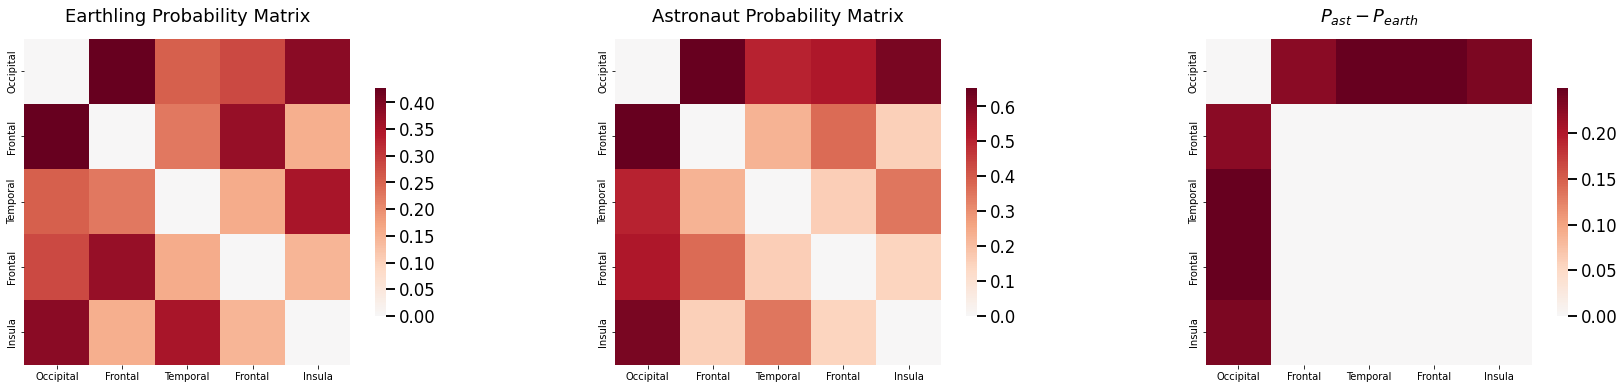 Earthling Probability Matrix
Occipital
Frontal
Temporal
Frontal
Insula
Occipital Frontal Temporal Frontal Insula
0.40
0.35
0.30
0.25
0.20
0.15
0.10
0.05
0.00
Astronaut Probability Matrix
Occipital
Frontal
Temporal
Frontal
Insula
Occipital Frontal Temporal Frontal Insula
0.6
0.5
0.4
0.3
0.2
0.1
0.0
P_ast − P_earth
Occipital
Frontal
Temporal
Frontal
Insula
Occipital Frontal Temporal Frontal Insula
0.20
0.15
0.10
0.05
0.00